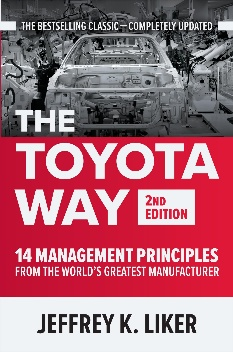 THE BESTSELLING CLASSIC—COMPLETELY UPDATED
THE
TOYOTA
WAY
2ND
EDITION
14 MANAGEMENT PRINCIPLES
FROM THE WORLD'S GREATEST MANUFACTURER
JEFFREY K. LIKER